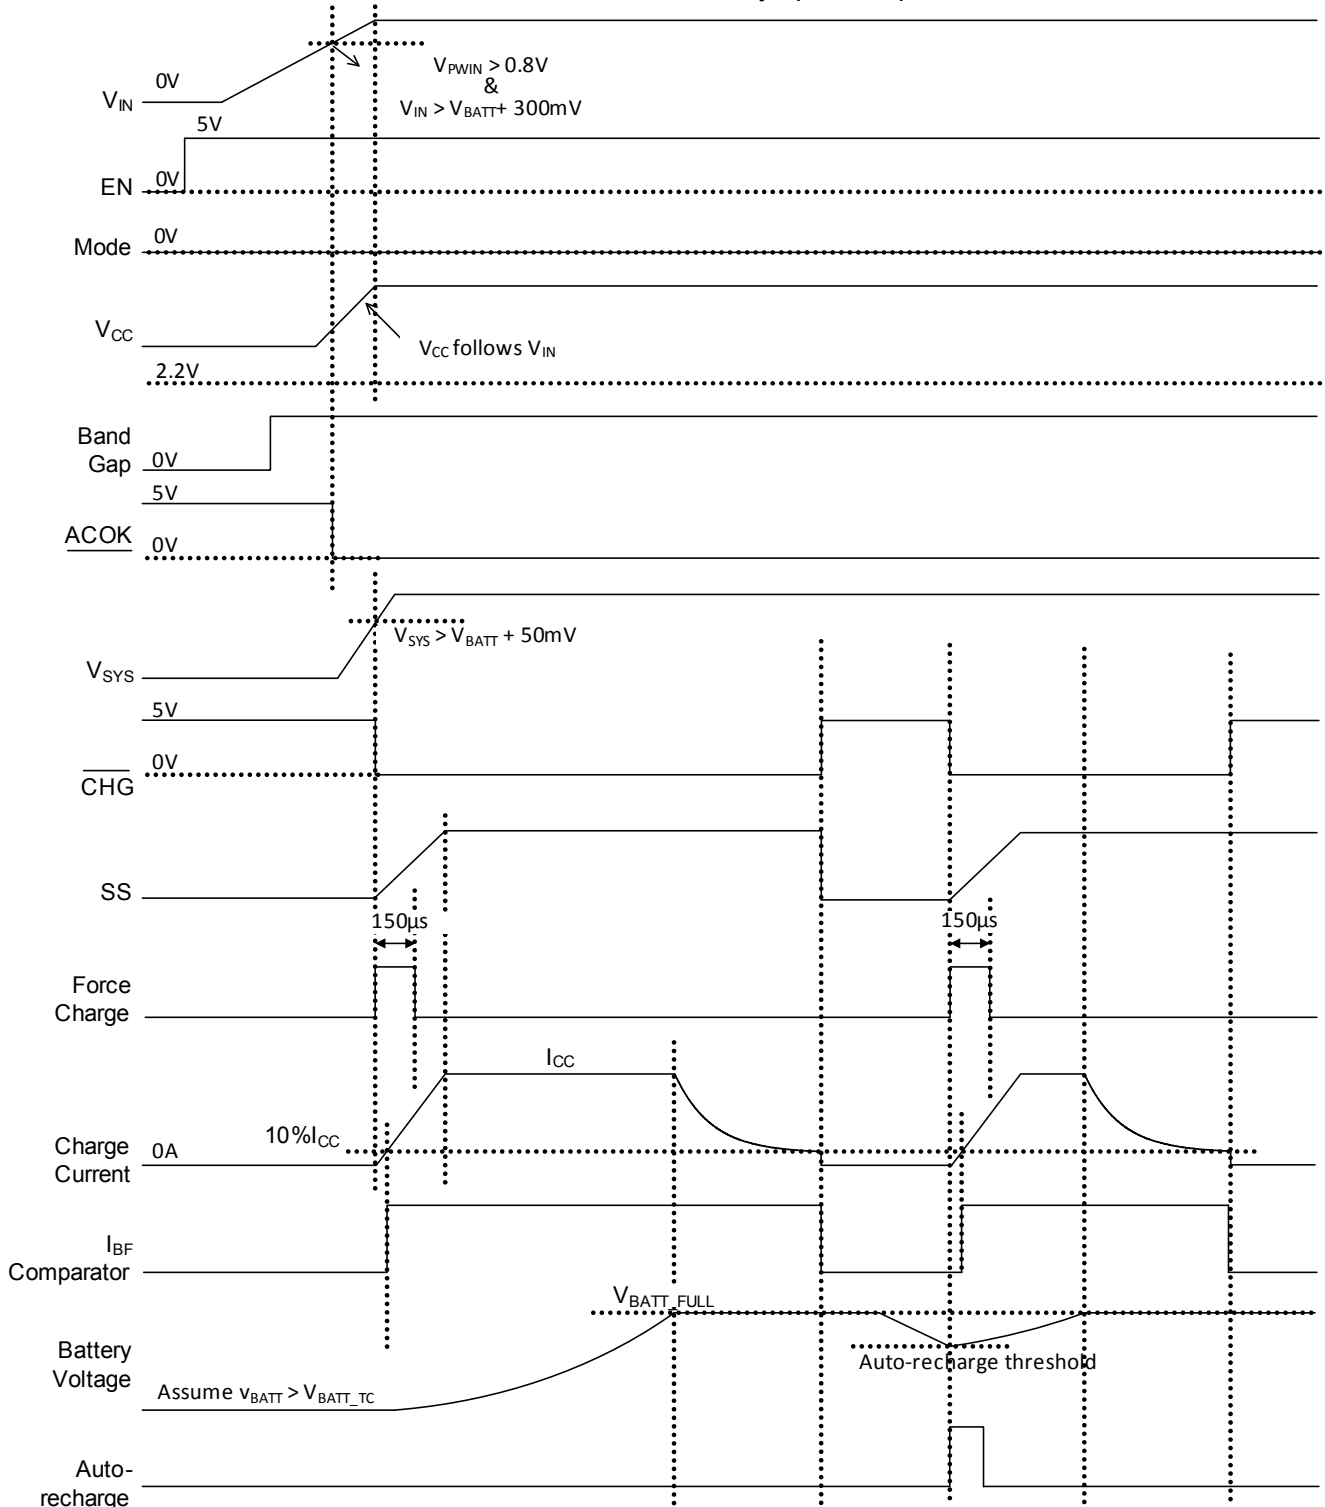 V_PWIN > 0.8V
&
V_IN > V_BATT+ 300mV
0V
V_IN
5V
EN 0V
Mode 0V
V_CC
V_CC follows V_IN
2.2V
Band
Gap 0V
5V
ACOK 0V
V_SYS > V_BATT + 50mV
V_SYS
5V
0V
CHG
SS
150µs 150µs
Force
Charge
I_CC
10%I_CC
Charge
Current 0A
I_BF
Comparator
V_BATT_FULL
Battery
Voltage
Auto-recharge threshold
Assume v_BATT > V_BATT_TC
Auto-
recharge